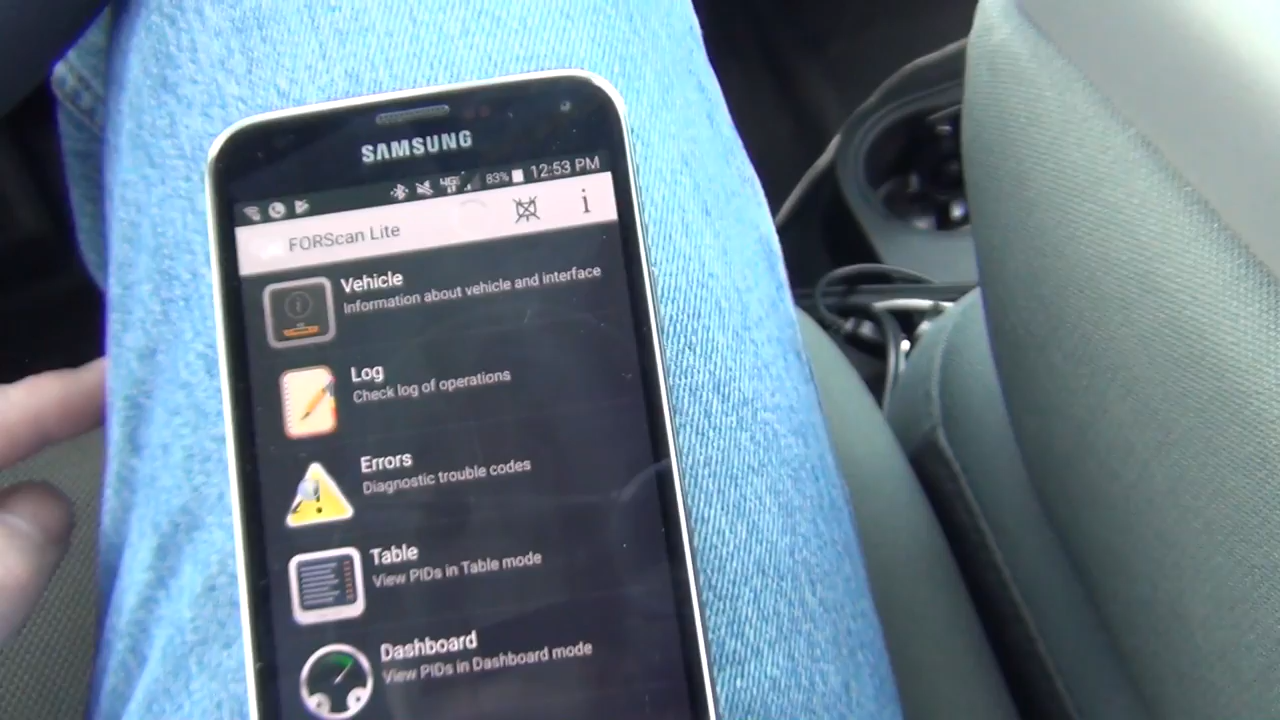 SAMSUNG
4G 83% 12:53 PM
FORScan Lite i
Vehicle
Information about vehicle and interface
Log
Check log of operations
Errors
Diagnostic trouble codes
Table
View PIDs in Table mode
Dashboard
View PIDs in Dashboard mode